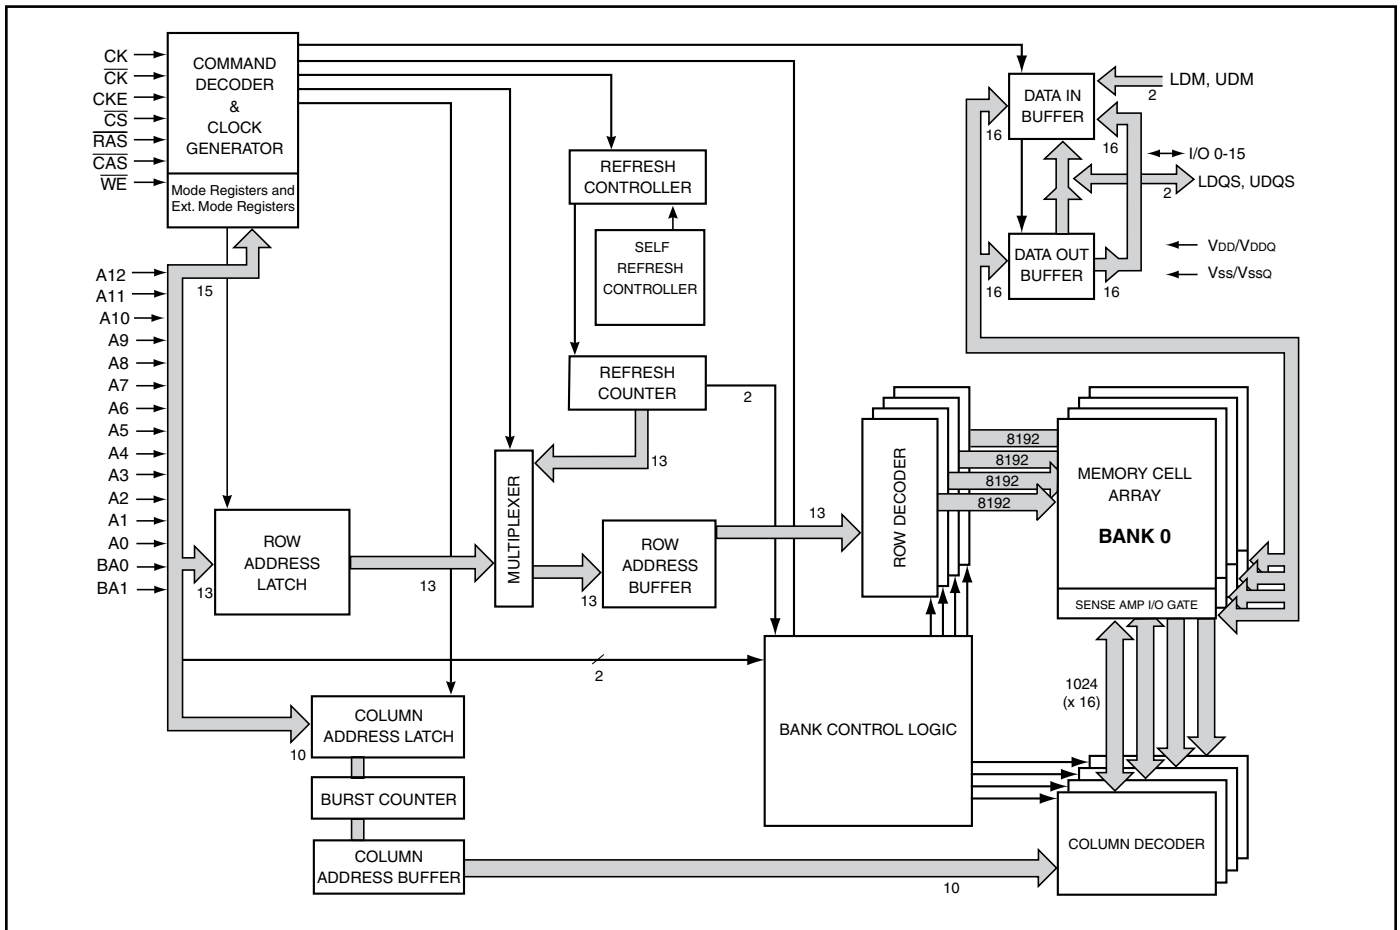 CK
C̅K̅
CKE
C̅S̅
R̅A̅S̅
C̅A̅S̅
W̅E̅
COMMAND
DECODER
&
CLOCK
GENERATOR
Mode Registers and
Ext. Mode Registers
A12
A11
A10
A9
A8
A7
A6
A5
A4
A3
A2
A1
A0
BA0
BA1
15
13
ROW
ADDRESS
LATCH
13
REFRESH
CONTROLLER
SELF
REFRESH
CONTROLLER
REFRESH
COUNTER
2
13
MULTIPLEXER
13
ROW
ADDRESS
BUFFER
13
2
10
COLUMN
ADDRESS LATCH
BURST COUNTER
COLUMN
ADDRESS BUFFER
10
BANK CONTROL LOGIC
ROW DECODER
8192
8192
8192
8192
MEMORY CELL
ARRAY
BANK 0
SENSE AMP I/O GATE
1024
(x 16)
COLUMN DECODER
DATA IN
BUFFER
LDM, UDM
2
16
16
I/O 0-15
LDQS, UDQS
2
DATA OUT
BUFFER
16
16
VDD/VDDQ
VSS/VSSQ